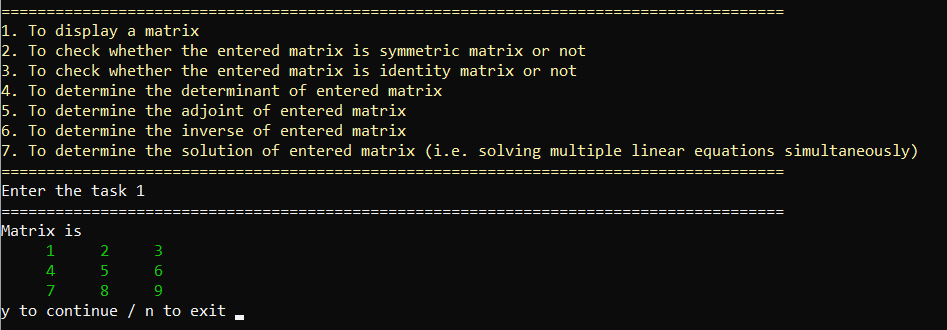 =======================================================================================
1. To display a matrix
2. To check whether the entered matrix is symmetric matrix or not
3. To check whether the entered matrix is identity matrix or not
4. To determine the determinant of entered matrix
5. To determine the adjoint of entered matrix
6. To determine the inverse of entered matrix
7. To determine the solution of entered matrix (i.e. solving multiple linear equations simultaneously)
=======================================================================================
Enter the task 1
=======================================================================================
Matrix is
     1     2     3
     4     5     6
     7     8     9
y to continue / n to exit _